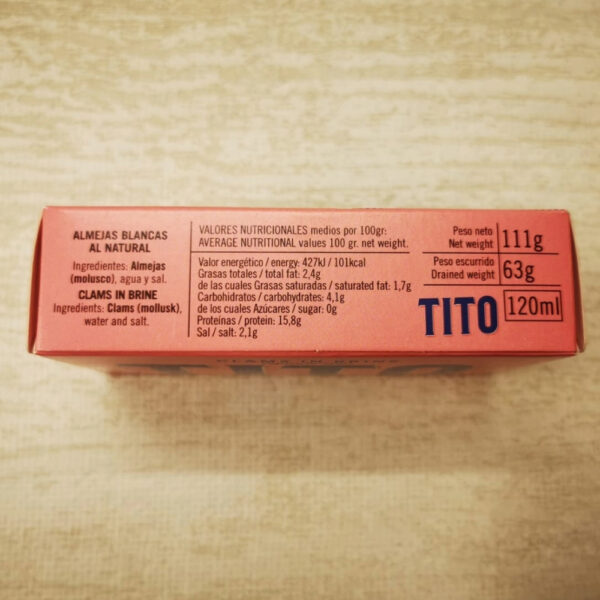 ALMEJAS BLANCAS
AL NATURAL
Ingredientes: Almejas
(molusco), agua y sal.
CLAMS IN BRINE
Ingredients: Clams (mollusk),
water and salt.
VALORES NUTRICIONALES medios por 100gr:
AVERAGE NUTRITIONAL values 100 gr. net weight.
Valor energético / energy: 427kJ / 101kcal
Grasas totales / total fat: 2,4g
de las cuales Grasas saturadas / saturated fat: 1,7g
Carbohidratos / carbohydrates: 4,1g
de los cuales Azúcares / sugar: 0g
Proteínas / protein: 15,8g
Sal / salt: 2,1g
Peso neto
Net weight 111g
Peso escurrido
Drained weight 63g
TITO 120ml
CLAMS IN BRINE